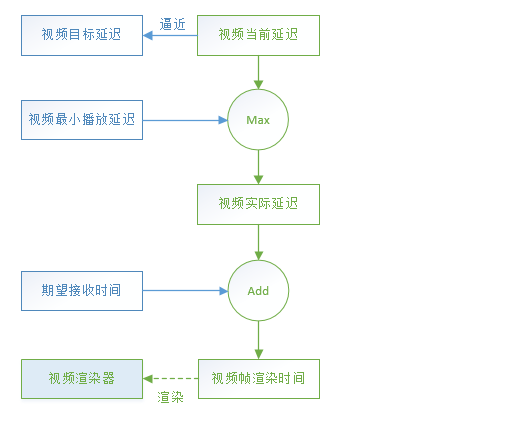 视频目标延迟
逼近
视频当前延迟
视频最小播放延迟
Max
视频实际延迟
期望接收时间
Add
视频渲染器
渲染
视频帧渲染时间